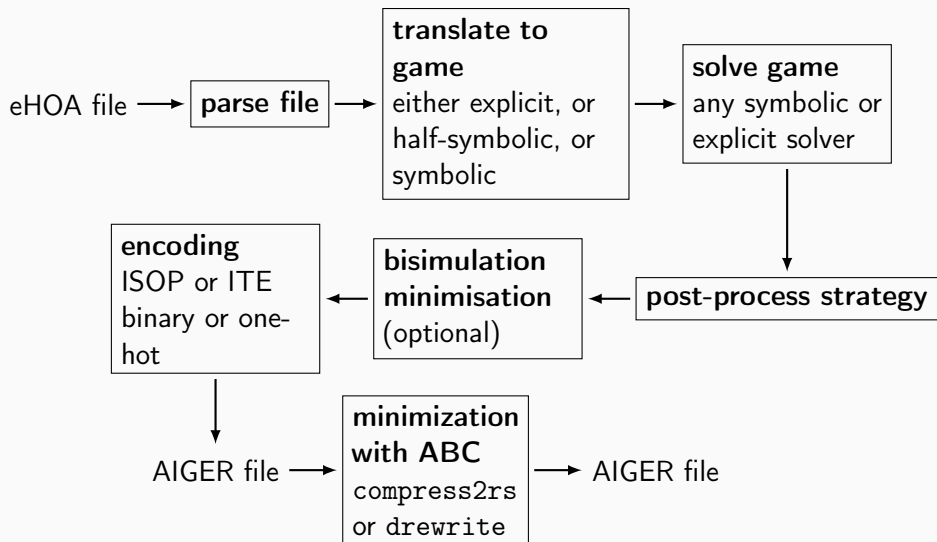 eHOA file
parse file
translate to
game
either explicit, or
half-symbolic, or
symbolic
solve game
any symbolic or
explicit solver
post-process strategy
bisimulation
minimisation
(optional)
encoding
ISOP or ITE
binary or one-
hot
AIGER file
minimization
with ABC
compress2rs
or drewrite
AIGER file